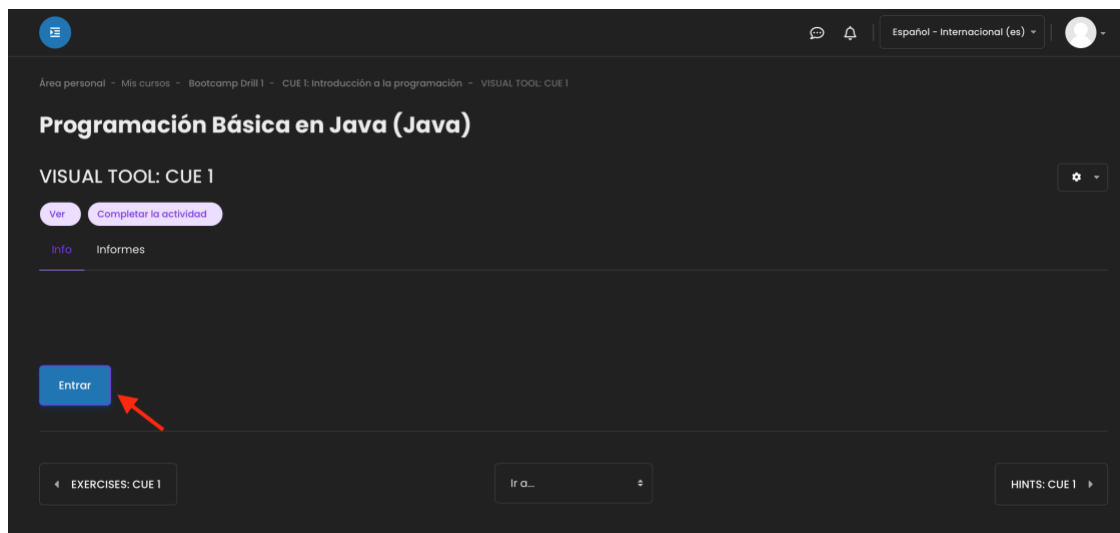 Español - Internacional (es)
Área personal - Mis cursos - Bootcamp Drill 1 - CUE 1: Introducción a la programación - VISUAL TOOL: CUE 1
Programación Básica en Java (Java)
VISUAL TOOL: CUE 1
Ver Completar la actividad
Info Informes
Entrar
EXERCISES: CUE 1 Ir a... HINTS: CUE 1